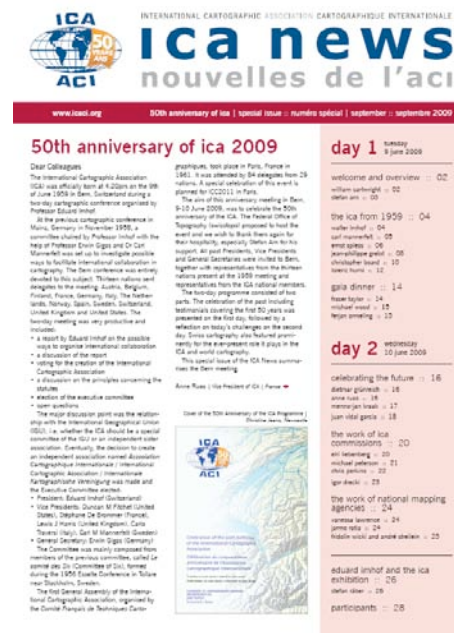 ICA
50 YEARS ANS
ACI
INTERNATIONAL CARTOGRAPHIC ASSOCIATION CARTOGRAPHIQUE INTERNATIONALE
ica news
nouvelles de l'aci
www.icaci.org
50th anniversary of ica | special issue :: numéro spécial | september :: septembre 2009
50th anniversary of ica 2009
Dear Colleagues
The International Cartographic Association
(ICA) was officially born at 4.20pm on the 9th
of June 1959 in Bern, Switzerland during a
two-day cartographic conference organised by
Professor Eduard Imhof.
At the previous cartographic conference in
Mainz, Germany in November 1958, a
committee chaired by Professor Imhof with the
help of Professor Erwin Gigas and Dr Carl
Mannerfelt was set up to investigate possible
ways to facilitate international collaboration in
cartography. The Bern conference was entirely
devoted to this subject. Thirteen nations sent
delegates to the meeting: Austria, Belgium,
Finland, France, Germany, Italy, The Nether-
lands, Norway, Spain, Sweden, Switzerland,
United Kingdom and United States. The
two-day meeting was very productive and
included:
• a report by Eduard Imhof on the possible
ways to organise international collaboration
• a discussion of the report
• voting for the creation of the International
Cartographic Association
• a discussion on the principles concerning the
statutes
• election of the executive committee
• open questions
The major discussion point was the relation-
ship with the International Geographical Union
(IGU), i.e. whether the ICA should be a special
committee of the IGU or an independent sister
association. Eventually, the decision to create
an independent association named Association
Cartographique Internationale / International
Cartographic Association / Internationale
Kartographische Vereinigung was made and
the Executive Committee elected:
• President: Eduard Imhof (Switzerland)
• Vice Presidents: Duncan M Fitchet (United
States), Stéphane De Brommer (France),
Lewis J Harris (United Kingdom), Carlo
Traversi (Italy), Carl M Mannerfelt (Sweden)
• General Secretary: Erwin Gigas (Germany)
The Committee was mainly composed from
members of the previous committee, called Le
comité des Dix (Committee of Six), formed
during the 1956 Esselte Conference in Tollare
near Stockholm, Sweden.
The first General Assembly of the Interna-
tional Cartographic Association, organised by
the Comité Français de Techniques Carto-
graphiques, took place in Paris, France in
1961. It was attended by 84 delegates from 26
nations. A special celebration of this event is
planned for ICC2011 in Paris.
The aim of this anniversary meeting in Bern,
9-10 June 2009, was to celebrate the 50th
anniversary of the ICA. The Federal Office of
Topography (swisstopo) proposed to host the
event and we wish to thank them again for
their hospitality, especially Stefan Arn for his
support. All past Presidents, Vice Presidents
and General Secretaries were invited to Bern,
together with representatives from the thirteen
nations present at the 1959 meeting and
representatives from the ICA national members.
The two-day programme consisted of two
parts. The celebration of the past including
testimonials covering the first 50 years was
presented on the first day, followed by a
reflection on today's challenges on the second
day. Swiss cartography also featured promi-
nently for the ever-present role it plays in the
ICA and world cartography.
This special issue of the ICA News summa-
rises the Bern meeting.
Anne Ruas | Vice President of ICA | France
Cover of the 50th Anniversary of the ICA Programme |
ICA
ACI
day 1 tuesday
9 june 2009
welcome and overview :: 02
william cartwright :: 02
stefan arn :: 03
the ica from 1959 :: 04
walter imhof :: 04
carl mannerfelt :: 05
ernst spiess :: 06
jean-philippe grelot :: 08
christopher board :: 10
lorenz hurni :: 12
gala dinner :: 14
fraser taylor :: 14
michael wood :: 15
ferjan ormeling :: 15
day 2 wednesday
10 june 2009
celebrating the future :: 16
dietmar grünreich :: 16
anne ruas :: 16
menno-jan kraak :: 17
juan vidal garcia :: 18
the work of ica
commissions :: 20
elri liebenberg :: 20
michael peterson :: 21
chris perkins :: 22
igor drecki :: 23
the work of national mapping
agencies :: 24
vanessa lawrence :: 24
jarmo ratia :: 24
fridolin wicki and andré streilein :: 25
eduard imhof and the ica
exhibition :: 26
stefan räber :: 26
participants :: 28